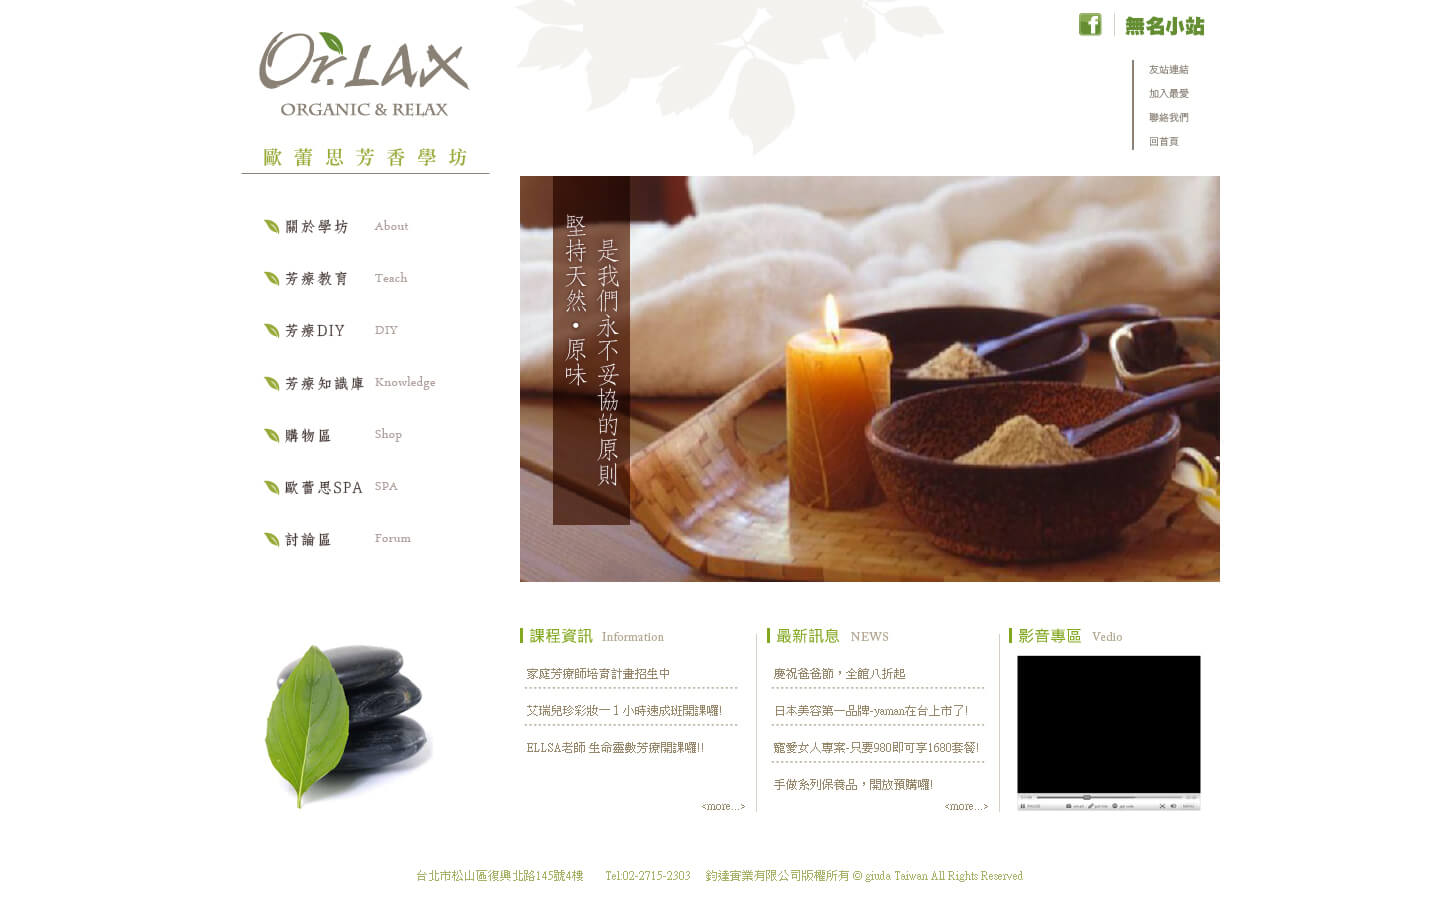 Or.LAX
ORGANIC & RELAX
歐蕾思芳香學坊
無名小站
友站連結
加入最愛
聯絡我們
回首頁
關於學坊 About
芳療教育 Teach
芳療DIY DIY
芳療知識庫 Knowledge
購物區 Shop
歐蕾思SPA SPA
討論區 Forum
堅持天然・原味
是我們永不妥協的原則
課程資訊 Information
家庭芳療師培育計畫招生中
艾瑞兒珍彩妝一1小時速成班開課囉!
ELLSA老師 生命靈數芳療開課囉!!
<more...>
最新訊息 NEWS
慶祝爸爸節，全館八折起
日本美容第一品牌-yaman在台上市了!
寵愛女人專案-只要980即可享1680套餐!
手做系列保養品，開放預購囉!
<more...>
影音專區 Vedio
台北市松山區復興北路145號4樓 Tel:02-2715-2303 鈞達實業有限公司版權所有 © giuda Taiwan All Rights Reserved